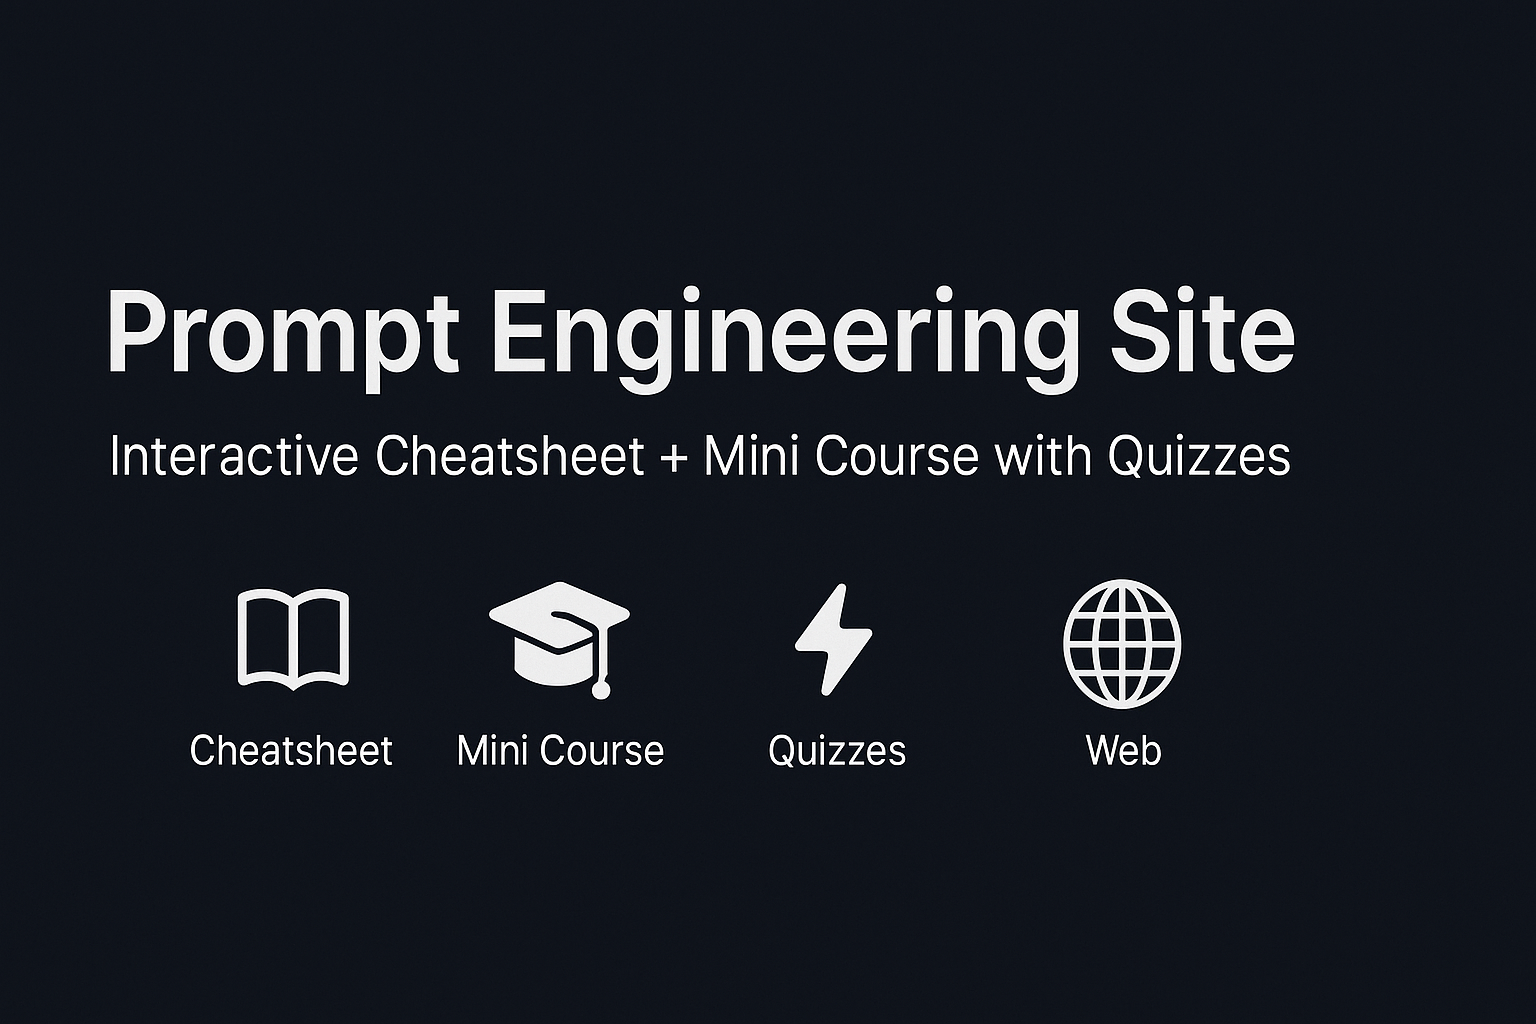 Prompt Engineering Site
Interactive Cheatsheet + Mini Course with Quizzes
Cheatsheet
Mini Course
Quizzes
Web